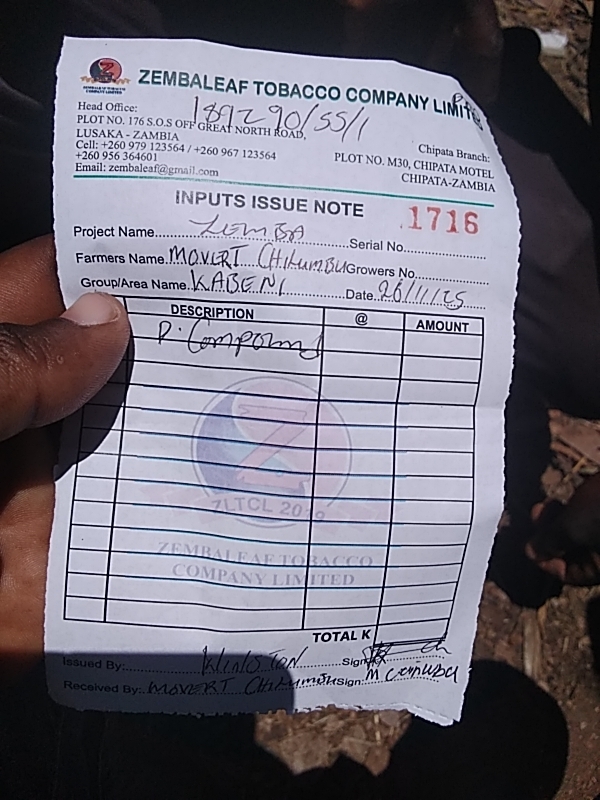 ZEMBALEAF TOBACCO COMPANY LIMITED
189290/55/1
Head Office:
PLOT NO. 176 S.O.S OFF GREAT NORTH ROAD,
LUSAKA - ZAMBIA
Cell: +260 979 123564 / +260 967 123564
+260 956 364601
Email: zembaleaf@gmail.com
Chipata Branch:
PLOT NO. M30, CHIPATA MOTEL
CHIPATA-ZAMBIA
INPUTS ISSUE NOTE
Project Name ZEMBA Serial No. 1716
Farmers Name MOVERT CHIKUMBU Growers No.
Group/Area Name KABENI Date 26/11/25
DESCRIPTION @ AMOUNT
D. Compound
ZLTCL 2019
ZEMBALEAF TOBACCO
COMPANY LIMITED
TOTAL K
Issued By: WINSTON Sign
Received By: MOVERT CHIKUMBU Sign: